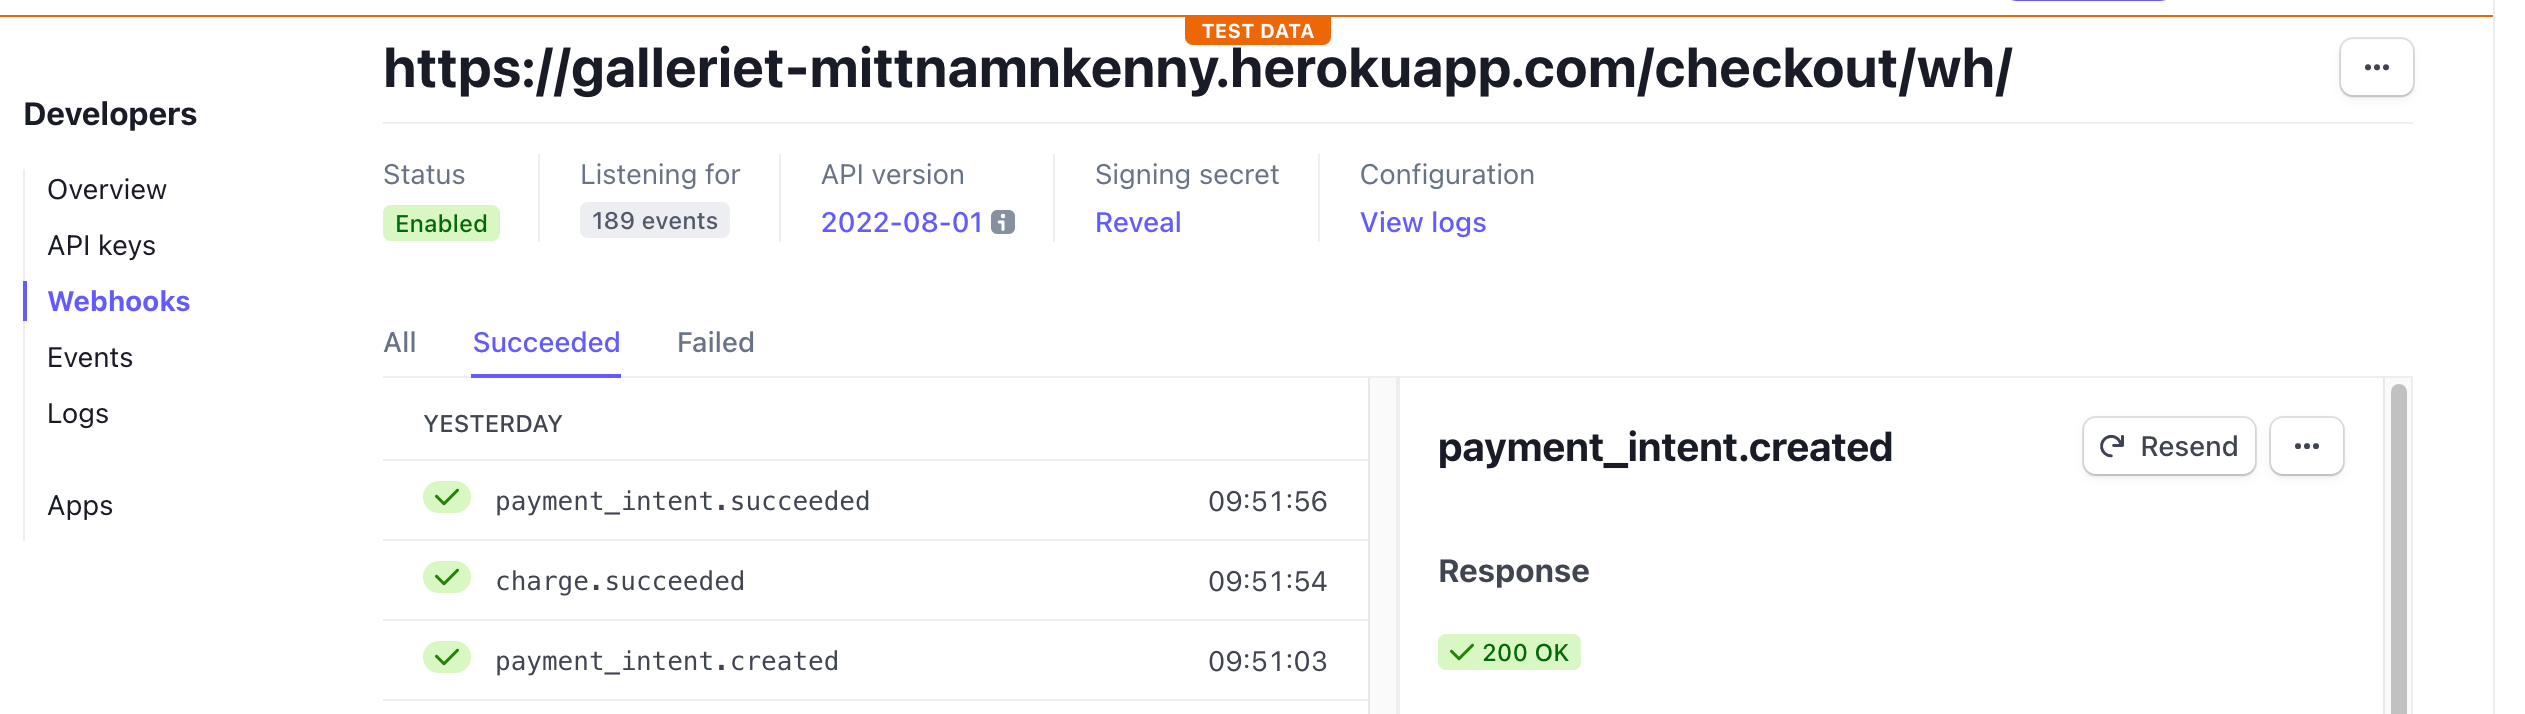 TEST DATA
https://galleriet-mittnamnkenny.herokuapp.com/checkout/wh/
Developers
Overview
API keys
Webhooks
Events
Logs
Apps
Status
Enabled
Listening for
189 events
API version
2022-08-01
Signing secret
Reveal
Configuration
View logs
All Succeeded Failed
YESTERDAY
payment_intent.succeeded 09:51:56
charge.succeeded 09:51:54
payment_intent.created 09:51:03
payment_intent.created
Resend
Response
200 OK